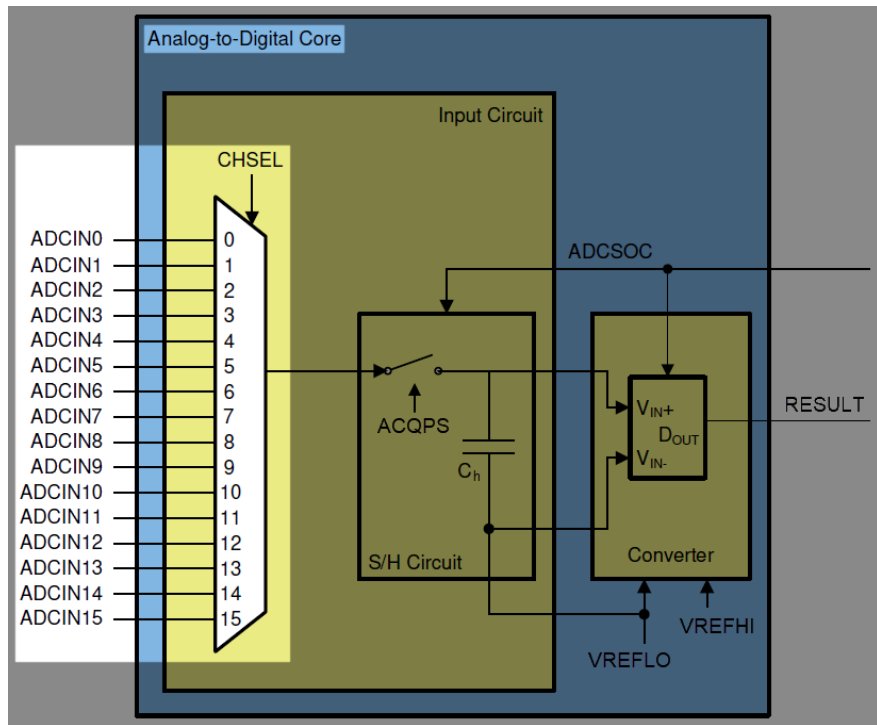 Analog-to-Digital Core
Input Circuit
CHSEL
ADCIN0 0
ADCIN1 1
ADCIN2 2
ADCIN3 3
ADCIN4 4
ADCIN5 5
ADCIN6 6
ADCIN7 7
ADCIN8 8
ADCIN9 9
ADCIN10 10
ADCIN11 11
ADCIN12 12
ADCIN13 13
ADCIN14 14
ADCIN15 15
ADCSOC
ACQPS
Ch
S/H Circuit
VIN+
DOUT
VIN-
Converter
RESULT
VREFLO
VREFHI